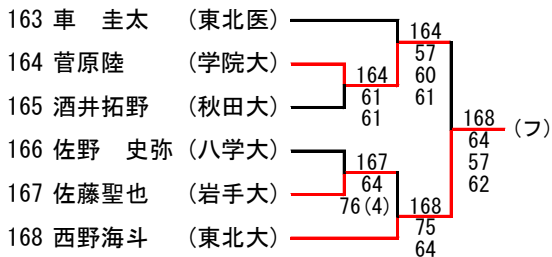 163 車　圭太 （東北医）
164 菅原陸 （学院大）
165 酒井拓野 （秋田大）
166 佐野　史弥 （八学大）
167 佐藤聖也 （岩手大）
168 西野海斗 （東北大）
164
61
61
167
64
76(4)
164
57
60
61
168
75
64
168
64
57
62
(フ)